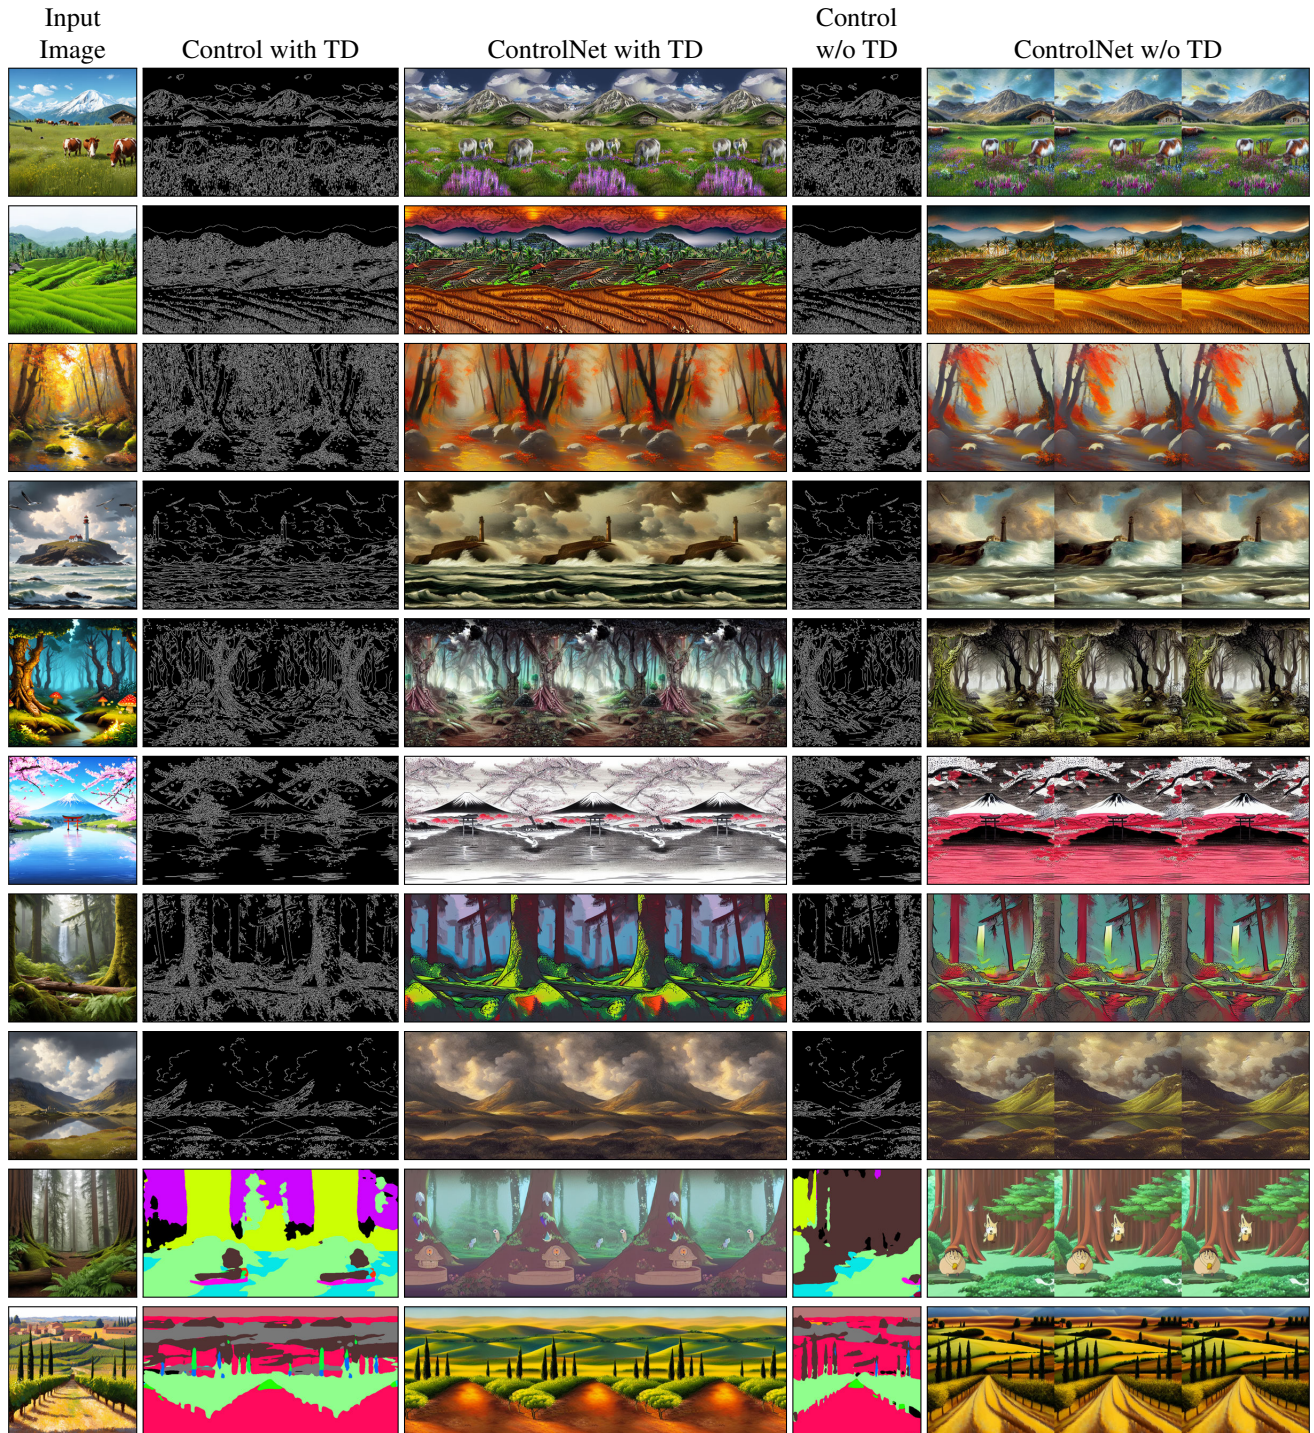 Input
Image
Control with TD
ControlNet with TD
Control
w/o TD
ControlNet w/o TD